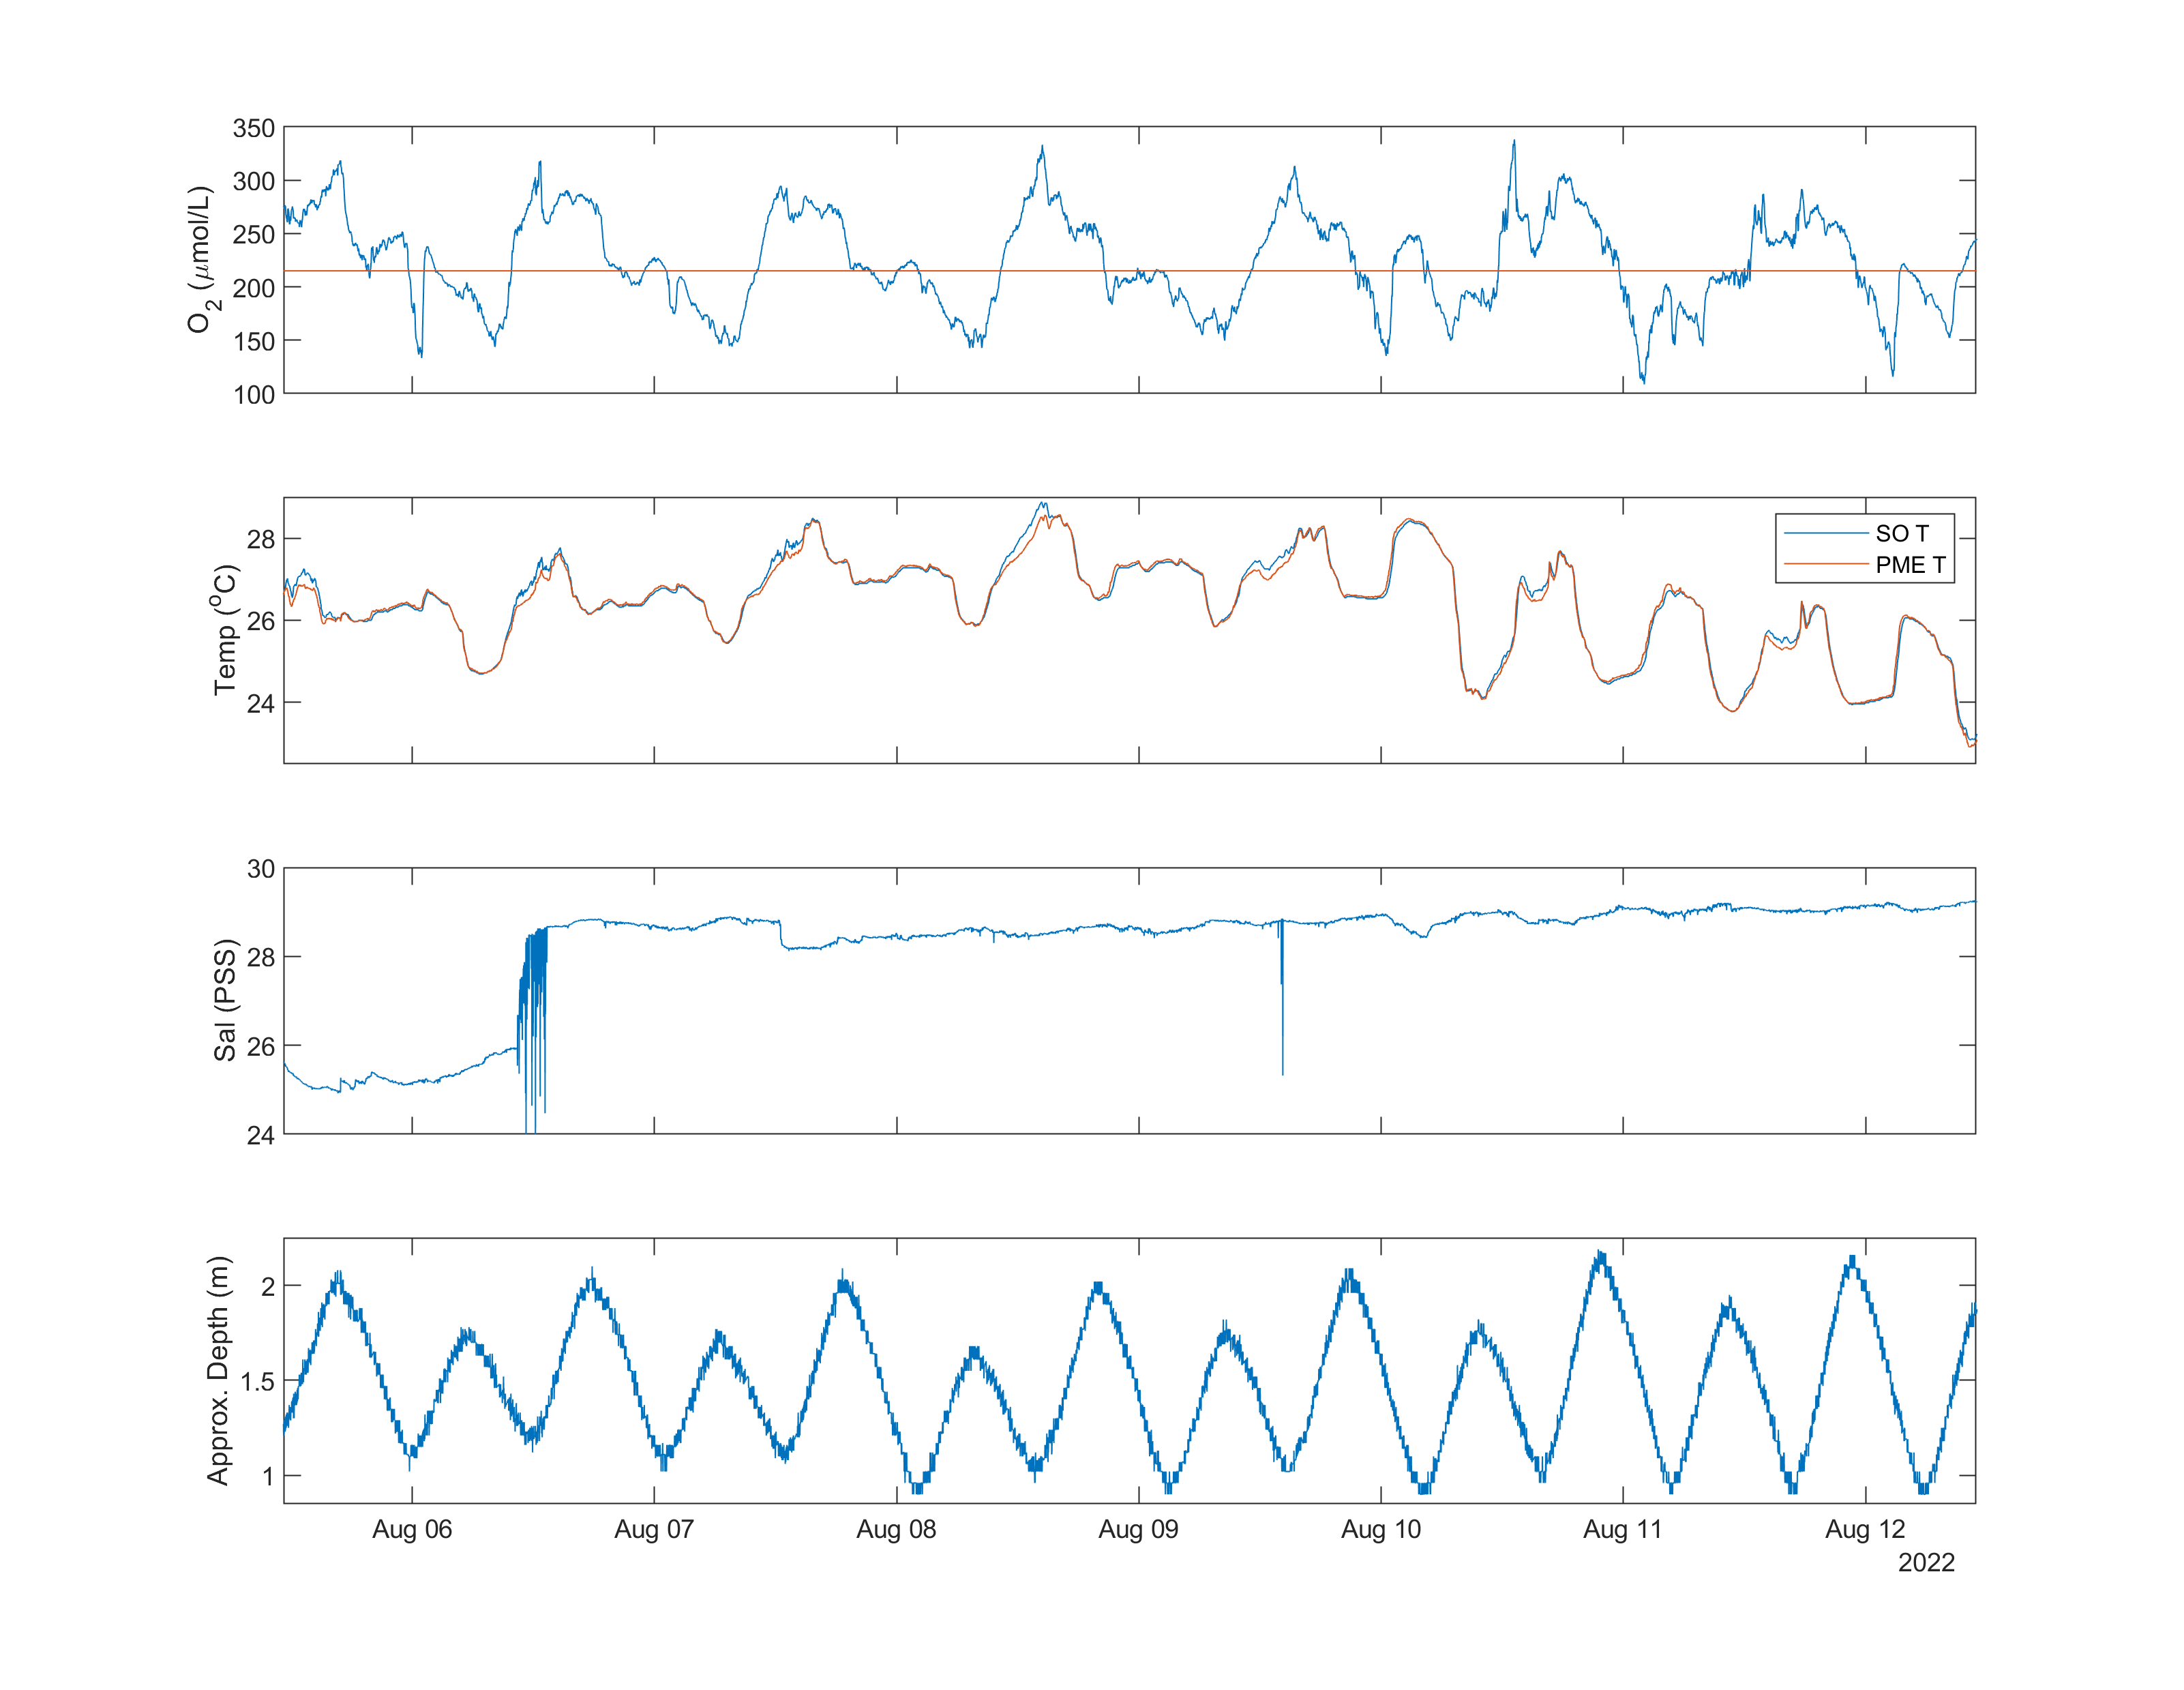 350
300
250
200
150
100
O2 (μmol/L)
28
26
24
Temp (oC)
SO T
PME T
30
28
26
24
Sal (PSS)
2
1.5
1
Approx. Depth (m)
Aug 06 Aug 07 Aug 08 Aug 09 Aug 10 Aug 11 Aug 12
2022